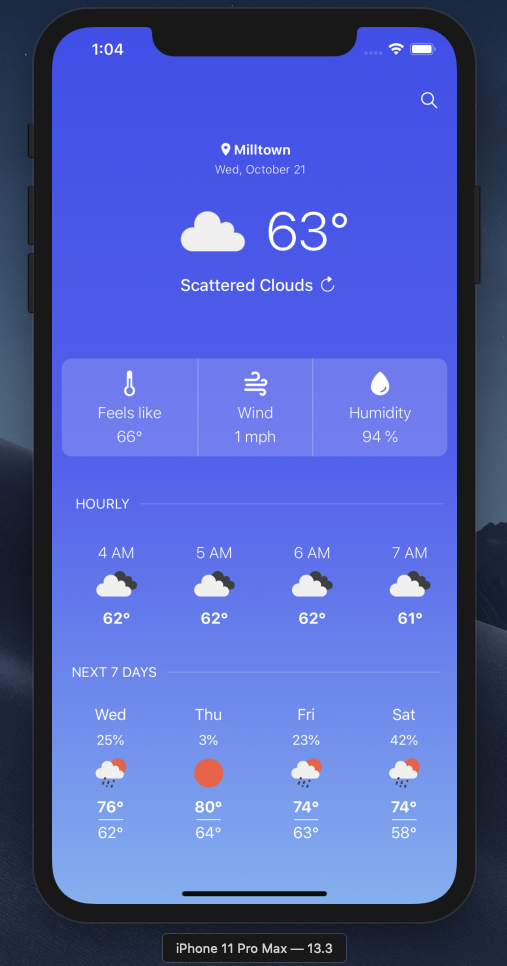 1:04
Milltown
Wed, October 21
63°
Scattered Clouds
Feels like Wind Humidity
66° 1 mph 94 %
HOURLY
4 AM 5 AM 6 AM 7 AM
62° 62° 62° 61°
NEXT 7 DAYS
Wed Thu Fri Sat
25% 3% 23% 42%
76° 80° 74° 74°
62° 64° 63° 58°
iPhone 11 Pro Max — 13.3